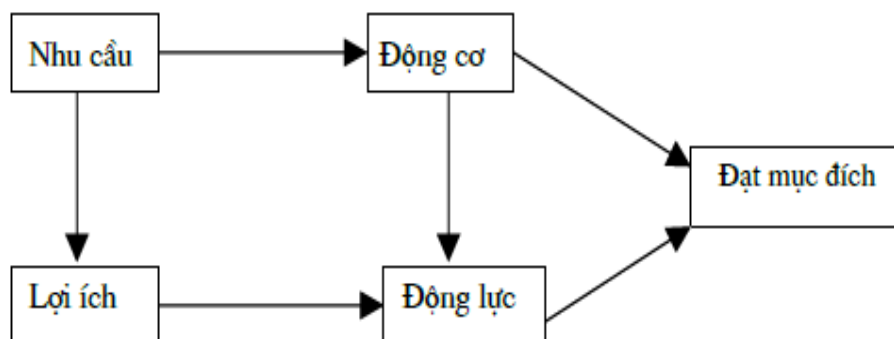 Nhu cầu
Động cơ
Đạt mục đích
Lợi ích
Động lực